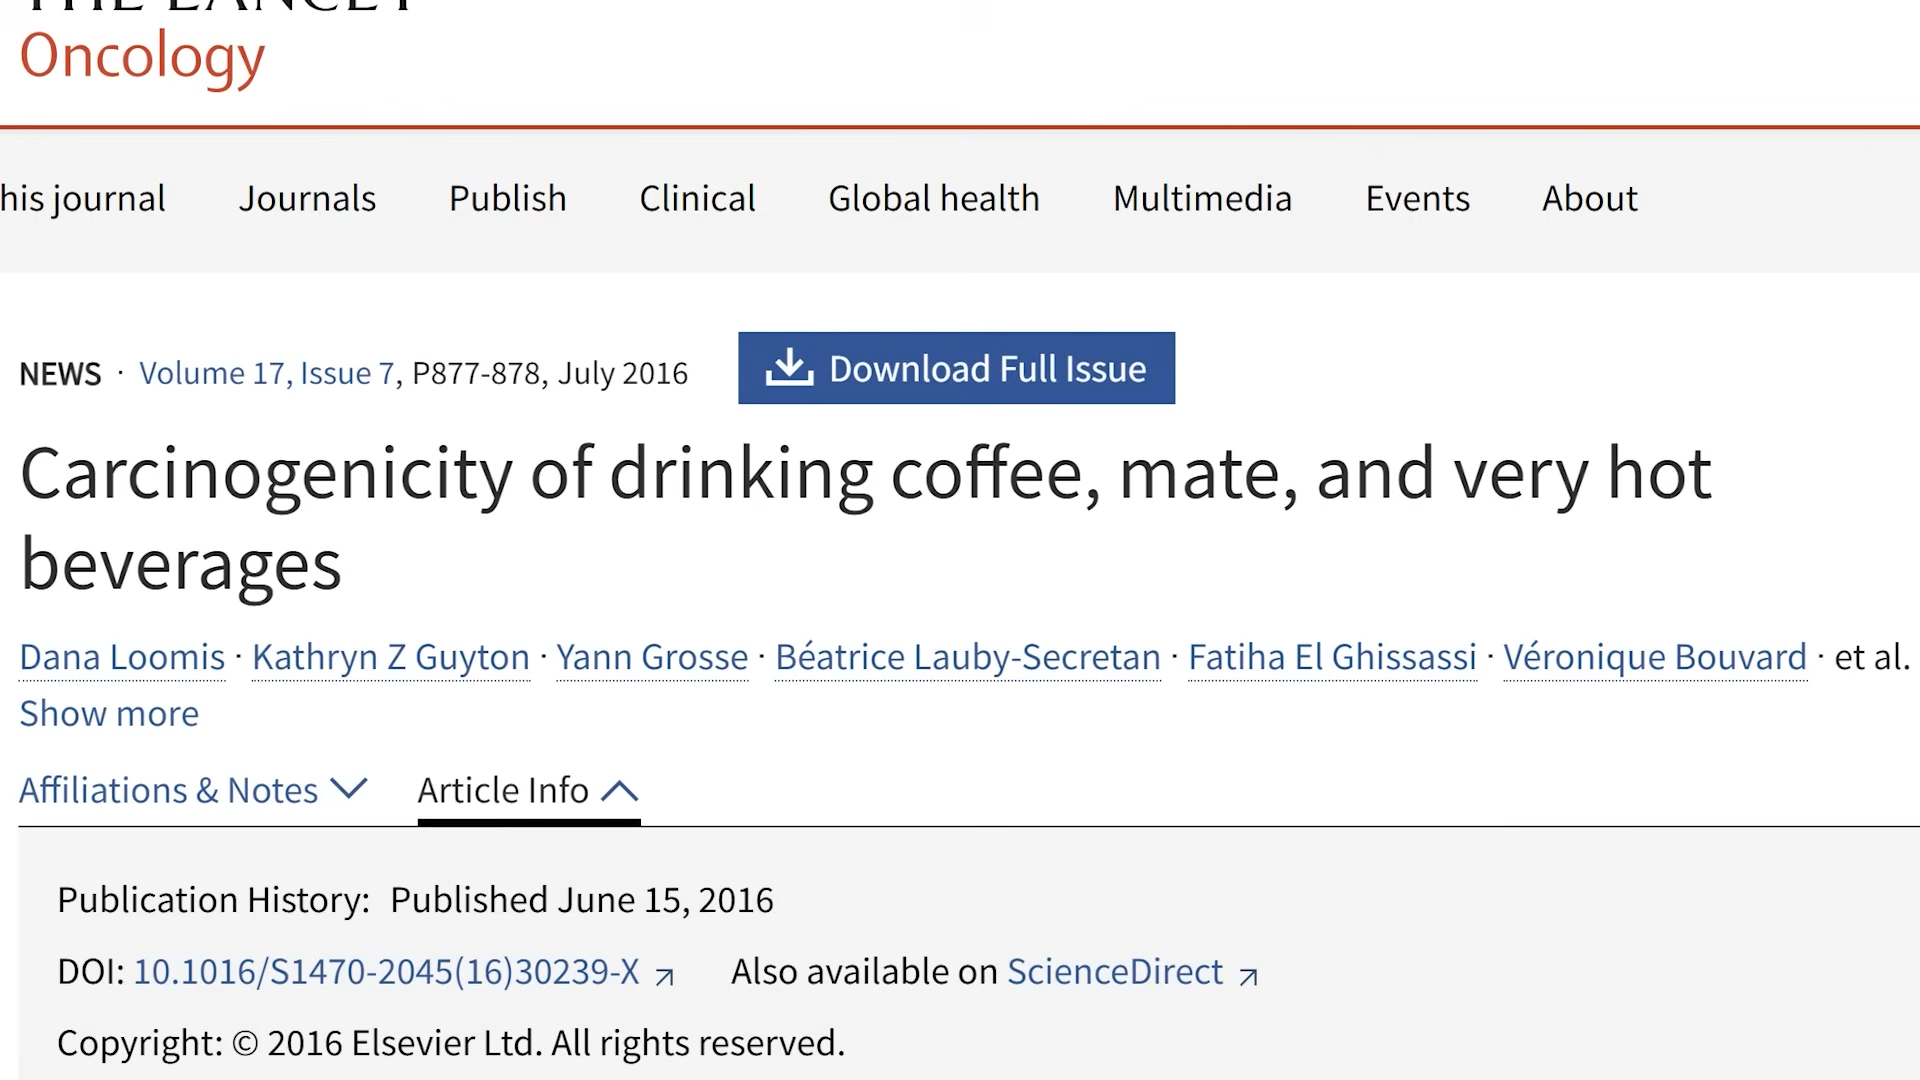 THE LANCET
Oncology
his journal Journals Publish Clinical Global health Multimedia Events About
NEWS · Volume 17, Issue 7, P877-878, July 2016 Download Full Issue
Carcinogenicity of drinking coffee, mate, and very hot
beverages
Dana Loomis · Kathryn Z Guyton · Yann Grosse · Béatrice Lauby-Secretan · Fatiha El Ghissassi · Véronique Bouvard · et al.
Show more
Affiliations & Notes Article Info
Publication History: Published June 15, 2016
DOI: 10.1016/S1470-2045(16)30239-X Also available on ScienceDirect
Copyright: © 2016 Elsevier Ltd. All rights reserved.